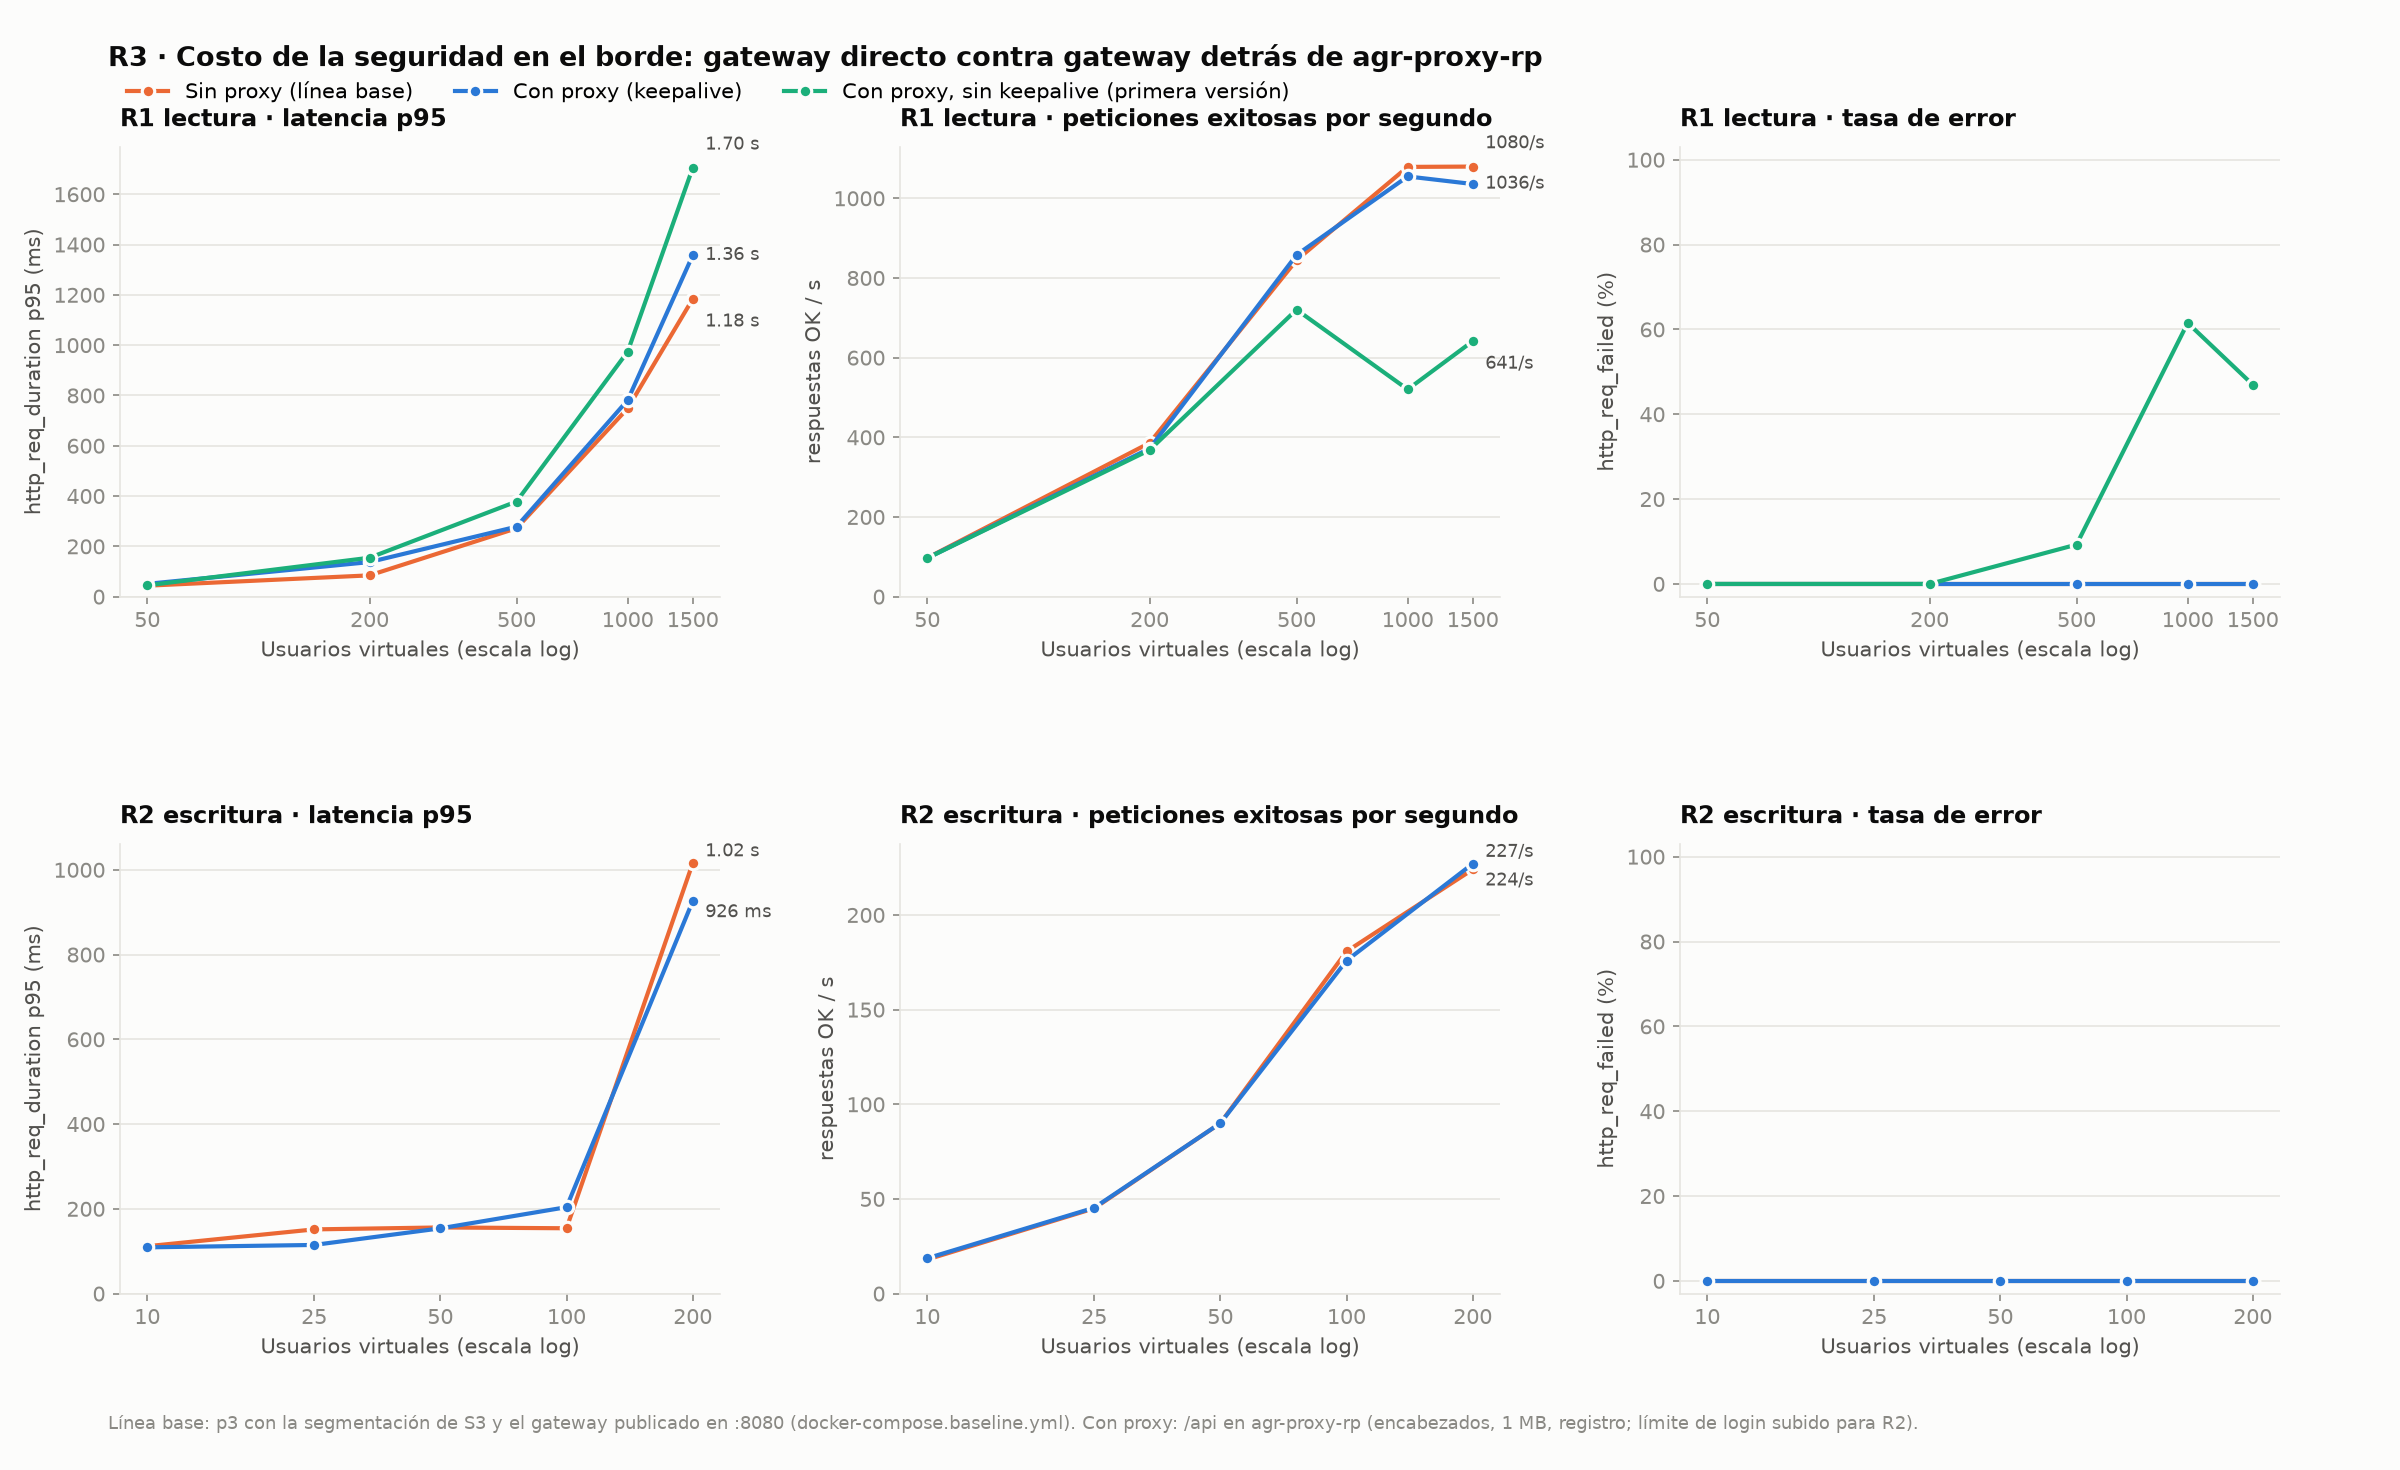 R3 · Costo de la seguridad en el borde: gateway directo contra gateway detrás de agr-proxy-rp
Sin proxy (línea base)
Con proxy (keepalive)
Con proxy, sin keepalive (primera versión)
R1 lectura · latencia p95
http_req_duration p95 (ms)
1600
1400
1200
1000
800
600
400
200
0
1.70 s
1.36 s
1.18 s
50
200
500
1000
1500
Usuarios virtuales (escala log)
R1 lectura · peticiones exitosas por segundo
respuestas OK / s
1000
800
600
400
200
0
1080/s
1036/s
641/s
50
200
500
1000
1500
Usuarios virtuales (escala log)
R1 lectura · tasa de error
http_req_failed (%)
100
80
60
40
20
0
50
200
500
1000
1500
Usuarios virtuales (escala log)
R2 escritura · latencia p95
http_req_duration p95 (ms)
1000
800
600
400
200
0
1.02 s
926 ms
10
25
50
100
200
Usuarios virtuales (escala log)
R2 escritura · peticiones exitosas por segundo
respuestas OK / s
200
150
100
50
0
227/s
224/s
10
25
50
100
200
Usuarios virtuales (escala log)
R2 escritura · tasa de error
http_req_failed (%)
100
80
60
40
20
0
10
25
50
100
200
Usuarios virtuales (escala log)
Línea base: p3 con la segmentación de S3 y el gateway publicado en :8080 (docker-compose.baseline.yml). Con proxy: /api en agr-proxy-rp (encabezados, 1 MB, registro; límite de login subido para R2).